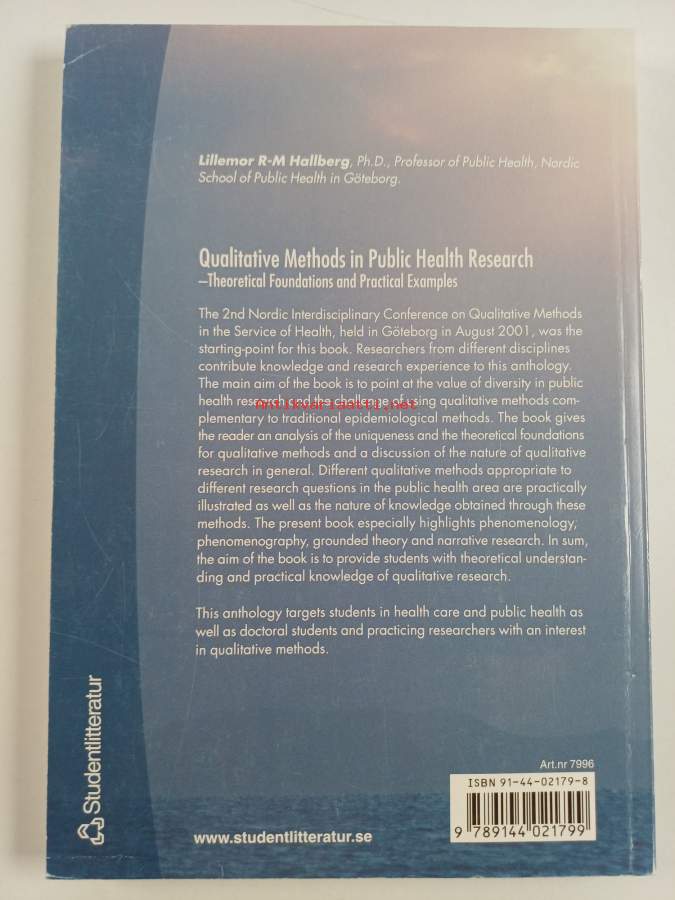 Lillemor R-M Hallberg, Ph.D., Professor of Public Health, Nordic
School of Public Health in Göteborg.
Qualitative Methods in Public Health Research
–Theoretical Foundations and Practical Examples
The 2nd Nordic Interdisciplinary Conference on Qualitative Methods
in the Service of Health, held in Göteborg in August 2001, was the
starting-point for this book. Researchers from different disciplines
contribute knowledge and research experience to this anthology.
The main aim of the book is to point at the value of diversity in public
health research and the challenge of using qualitative methods com-
plementary to traditional epidemiological methods. The book gives
the reader an analysis of the uniqueness and the theoretical foundations
for qualitative methods and a discussion of the nature of qualitative
research in general. Different qualitative methods appropriate to
different research questions in the public health area are practically
illustrated as well as the nature of knowledge obtained through these
methods. The present book especially highlights phenomenology,
phenomenography, grounded theory and narrative research. In sum,
the aim of the book is to provide students with theoretical understan-
ding and practical knowledge of qualitative research.
This anthology targets students in health care and public health as
well as doctoral students and practicing researchers with an interest
in qualitative methods.
antikvariaatti.net
Studentlitteratur
www.studentlitteratur.se
Art.nr 7996
ISBN 91-44-02179-8
9 789144 021799